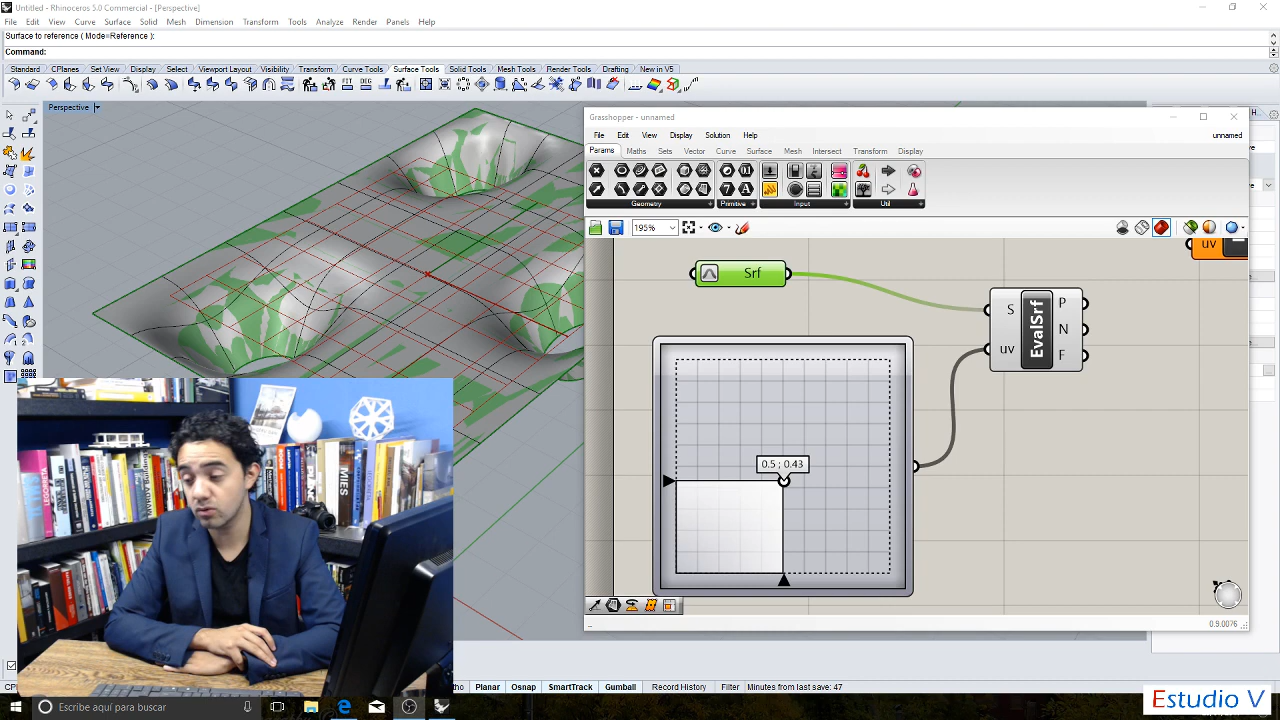 Untitled - Rhinoceros 5.0 Commercial - [Perspective]
File Edit View Curve Surface Solid Mesh Dimension Transform Tools Analyze Render Panels Help
Surface to reference ( Mode=Reference ):
Command:
Standard CPlanes Set View Display Select Viewport Layout Visibility Transform Curve Tools Surface Tools Solid Tools Mesh Tools Render Tools Drafting New in V5
FIT DEG
Perspective
Grasshopper - unnamed
File Edit View Display Solution Help
unnamed
Params Maths Sets Vector Curve Surface Mesh Intersect Transform Display
Geometry Primitive Input Util
195%
uv
Srf
S
uv
EvalSrf
P
N
F
0.5 ; 0.43
0.9.0076
MIES
Planar Osnap SmartTrack Gumball Record History Filter Minutes from last save: 47
Escribe aquí para buscar
Estudio V